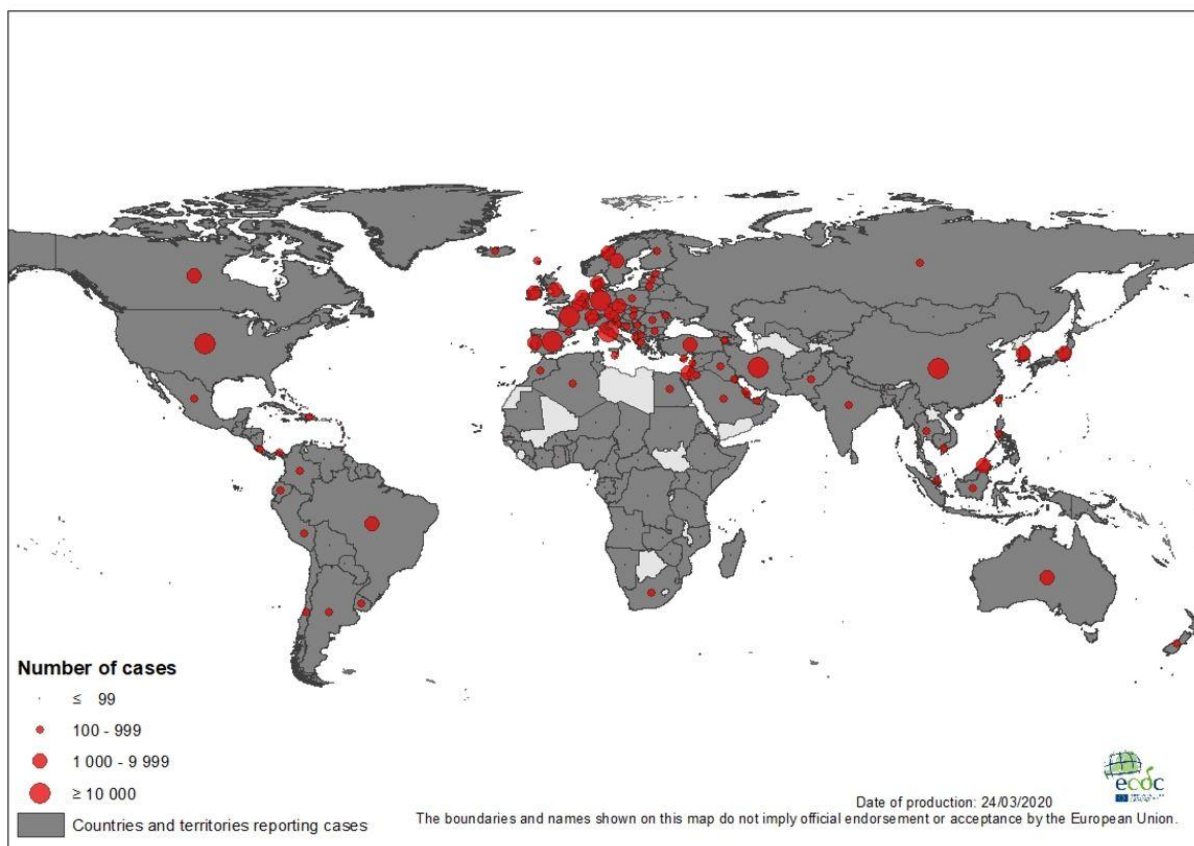 Number of cases
≤ 99
100 - 999
1 000 - 9 999
≥ 10 000
Countries and territories reporting cases
ecdc
Date of production: 24/03/2020
The boundaries and names shown on this map do not imply official endorsement or acceptance by the European Union.